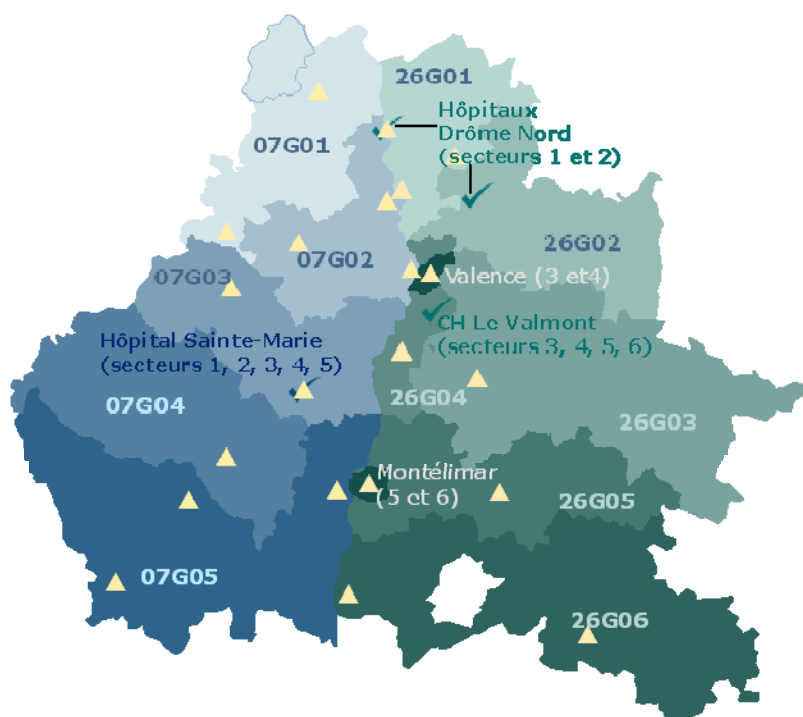 26G01
Hôpitaux
Drôme Nord
(secteurs 1 et 2)
07G01
26G02
07G02
07G03
Valence (3 et4)
CH Le Valmont
(secteurs 3, 4, 5, 6)
Hôpital Sainte-Marie
(secteurs 1, 2, 3, 4, 5)
07G04
26G04
26G03
Montélimar
(5 et 6)
26G05
07G05
26G06